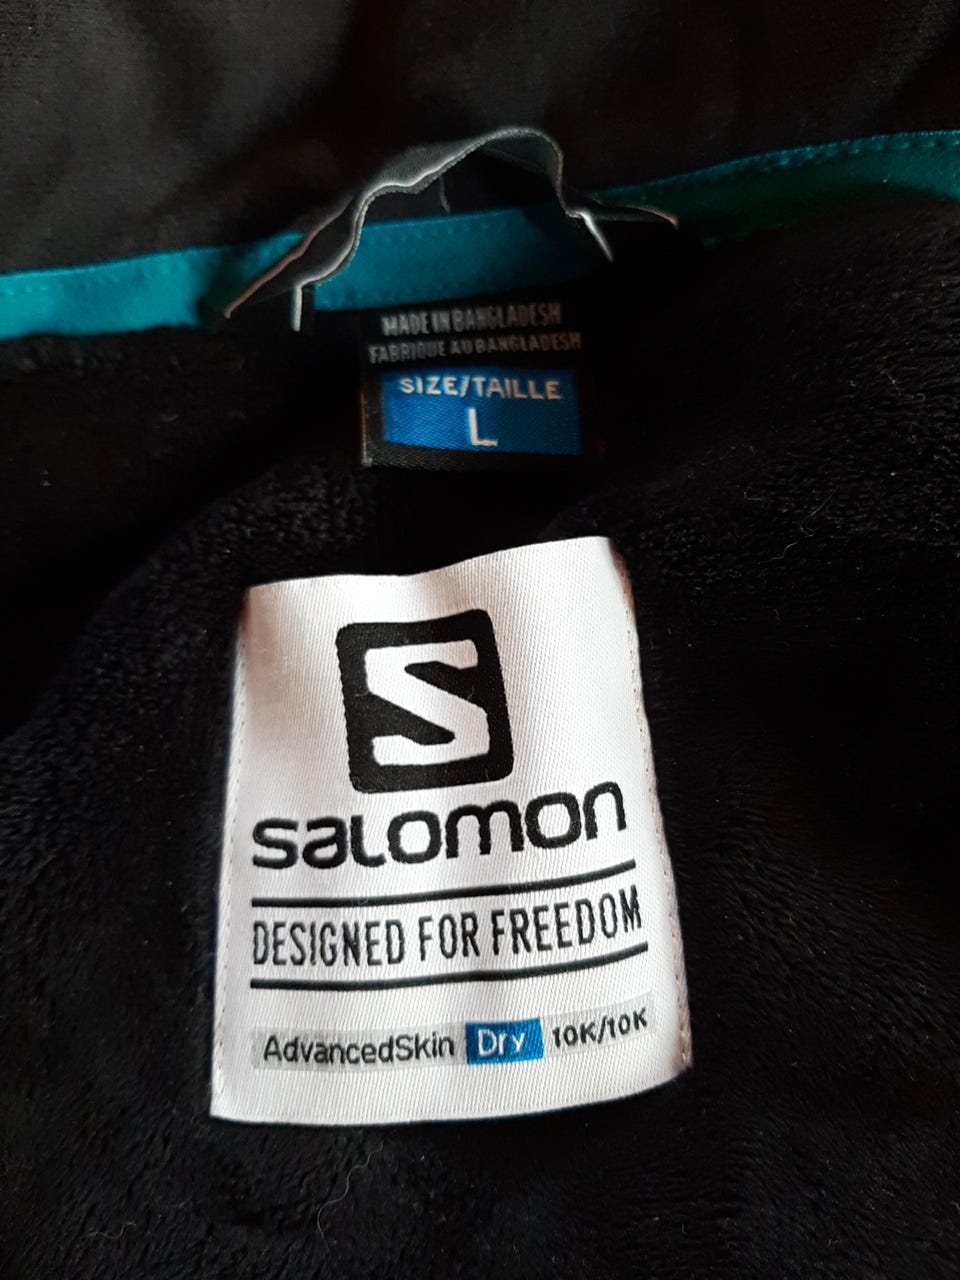 MADE IN BANGLADESH
FABRIQUE AU BANGLADESH
SIZE/TAILLE
L
S
SALOMON
DESIGNED FOR FREEDOM
AdvancedSkin Dry 10K/10K